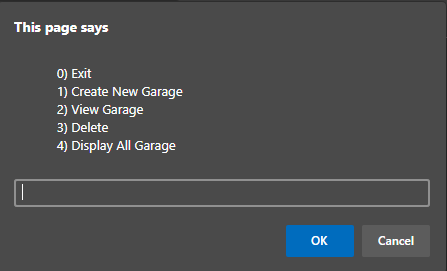 This page says
0) Exit
1) Create New Garage
2) View Garage
3) Delete
4) Display All Garage
OK
Cancel